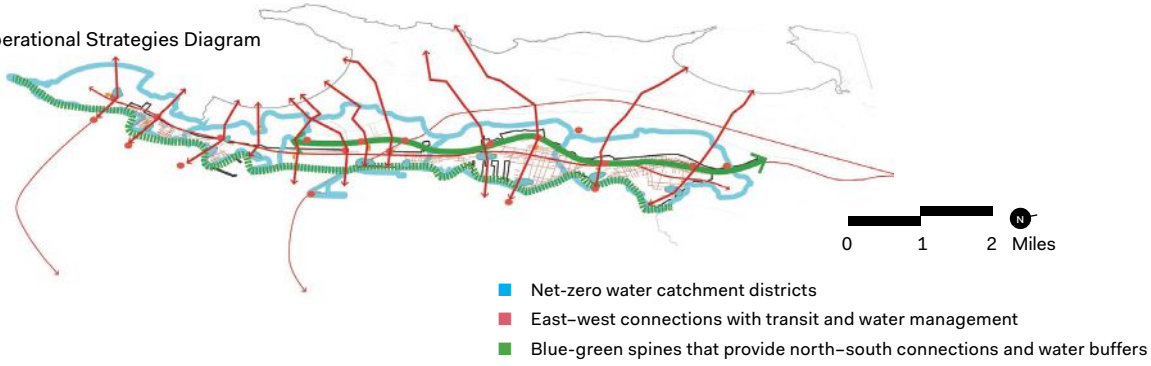 perational Strategies Diagram
N
0 1 2 Miles
Net-zero water catchment districts
East–west connections with transit and water management
Blue-green spines that provide north–south connections and water buffers